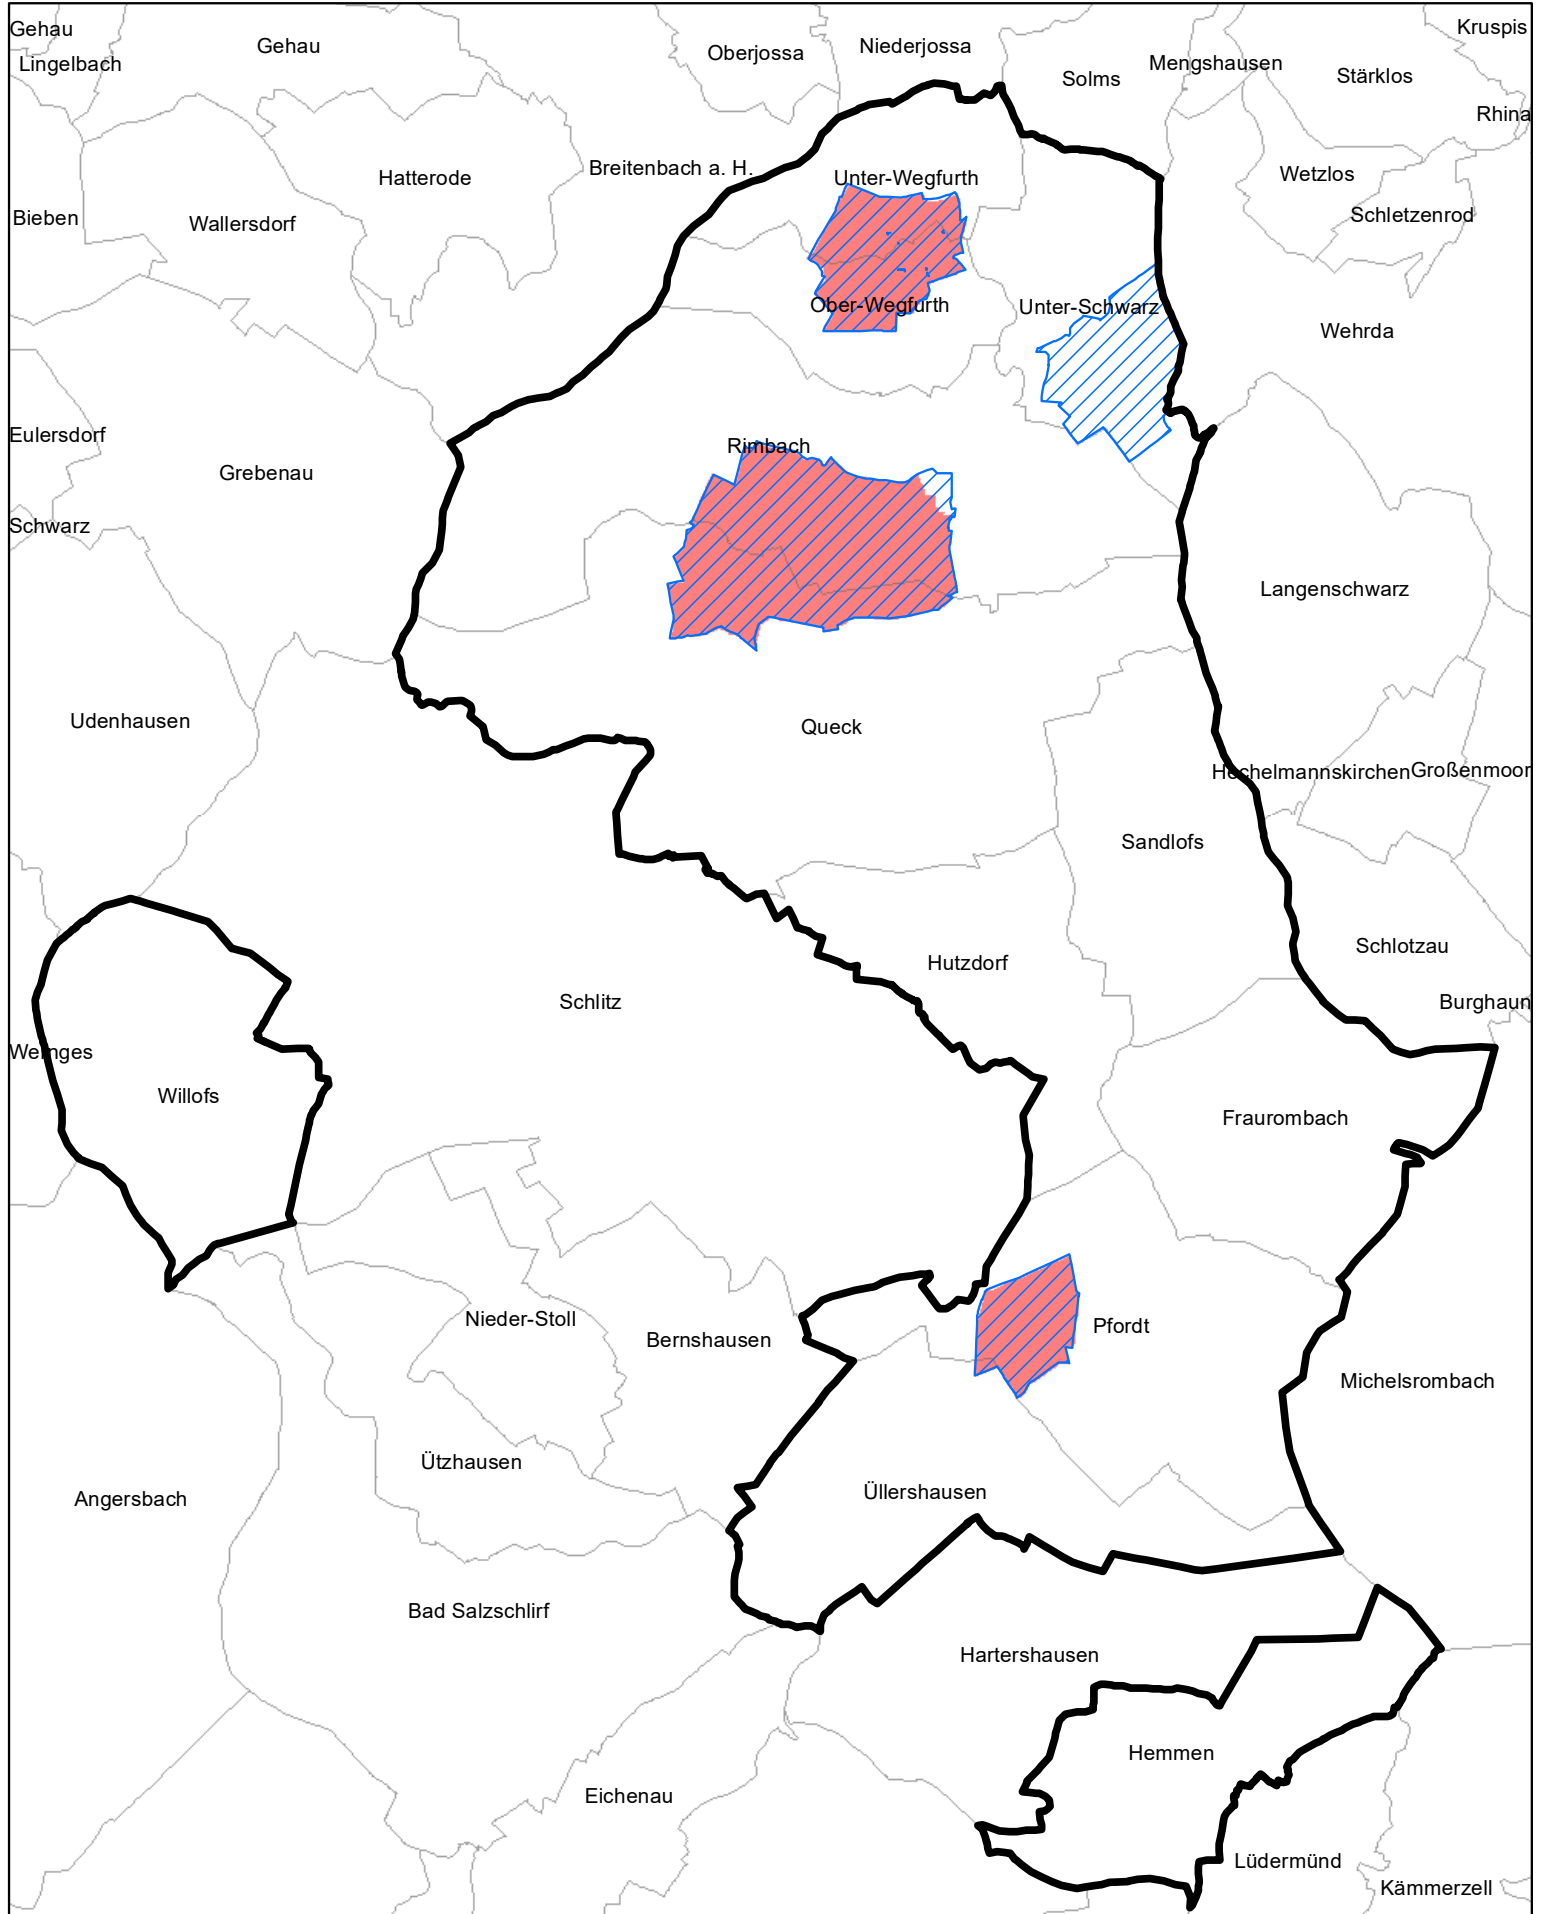 Gehau
Lingelbach
Gehau
Oberjossa
Niederjossa
Solms
Mengshausen
Kruspis
Stärklos
Rhina
Breitenbach a. H.
Hatterode
Unter-Wegfurth
Wetzlos
Schletzenrod
Bieben
Wallersdorf
Ober-Wegfurth
Unter-Schwarz
Wehrda
Eulersdorf
Grebenau
Rimbach
Schwarz
Langenschwarz
Udenhausen
Queck
Hechelmannskirchen
Großenmoor
Sandlofs
Schlotzau
Hutzdorf
Schlitz
Burghaun
Wernges
Willofs
Fraurombach
Nieder-Stoll
Bernshausen
Pfordt
Michelsrombach
Ützhausen
Angersbach
Üllershausen
Bad Salzschlirf
Hartershausen
Hemmen
Eichenau
Lüdermünd
Kämmerzell